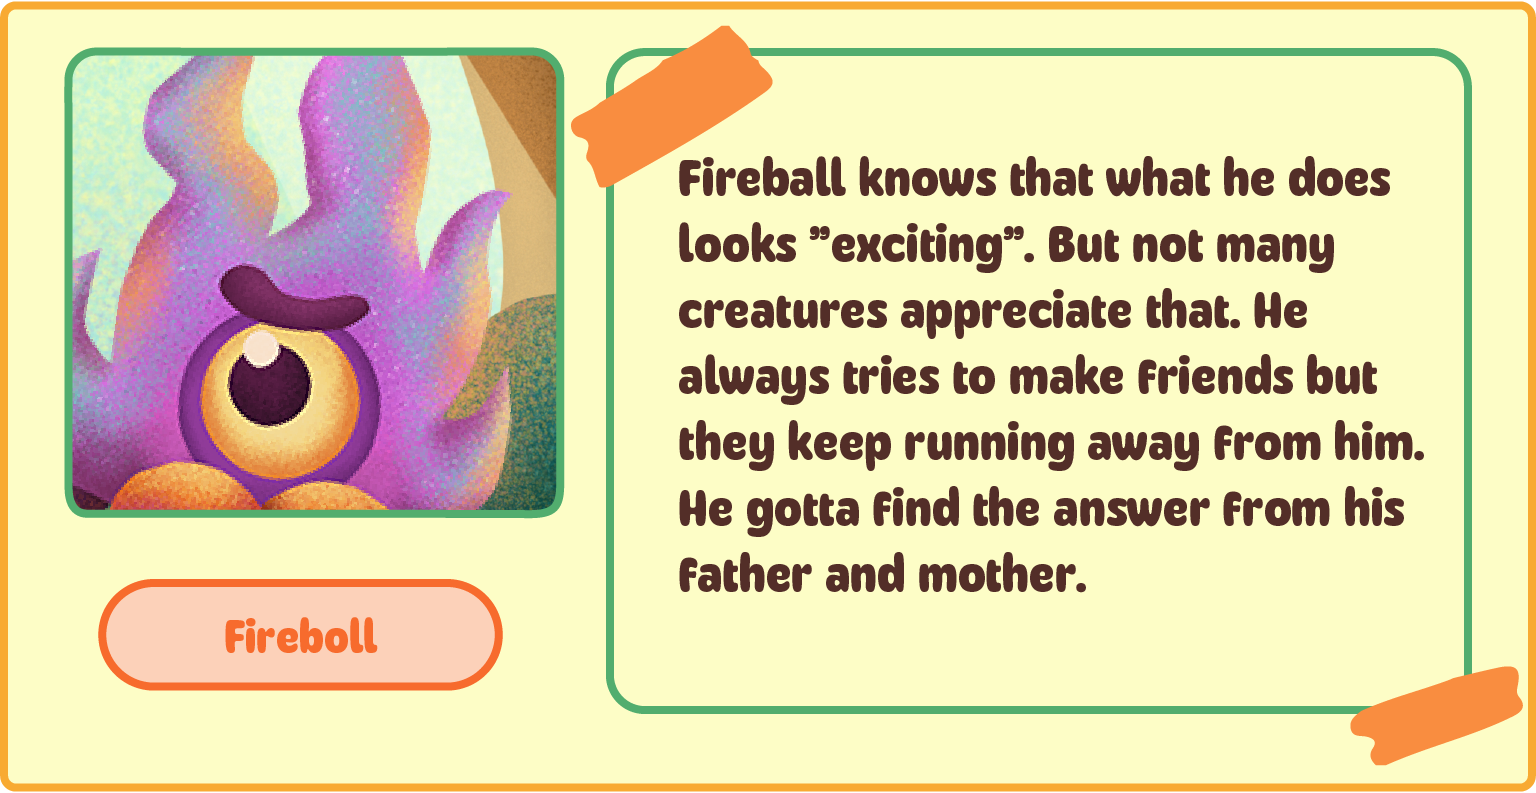 Fireball knows that what he does
looks ”exciting”. But not many
creatures appreciate that. He
always tries to make friends but
they keep running away from him.
He gotta find the answer from his
father and mother.
Fireboll